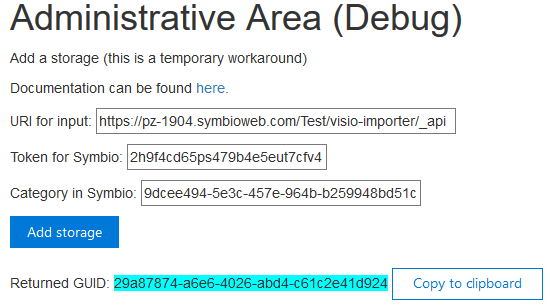 Administrative Area (Debug)
Add a storage (this is a temporary workaround)
Documentation can be found here.
URI for input: https://pz-1904.symbioweb.com/Test/visio-importer/_api
Token for Symbio: 2h9f4cd65ps479b4e5eut7cfv4
Category in Symbio: 9dcee494-5e3c-457e-964b-b259948bd51c
Add storage
Returned GUID: 29a87874-a6e6-4026-abd4-c61c2e41d924 Copy to clipboard